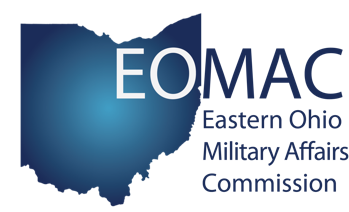 EOMAC
Eastern Ohio
Military Affairs
Commission